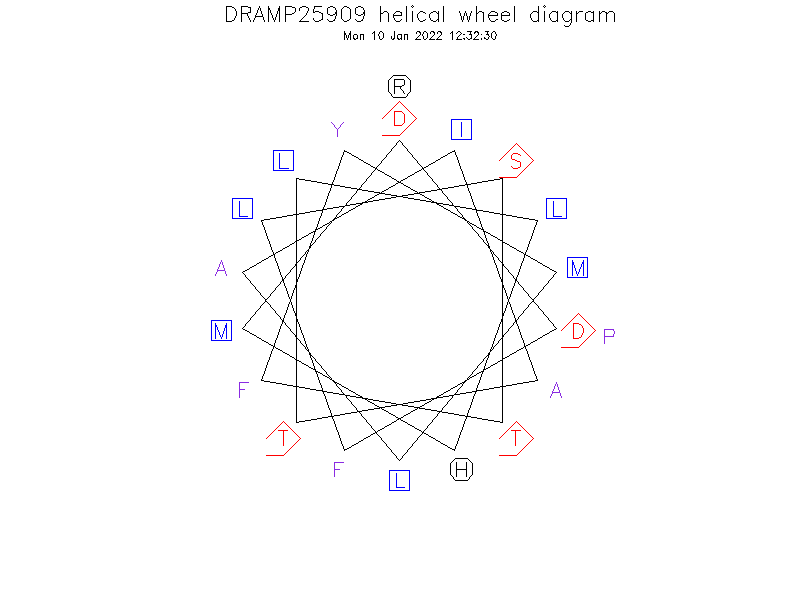 DRAMP25909 helical wheel diagram
Mon 10 Jan 2022 12:32:30
R
Y D I
L S
L L
A M
M D P
F A
T T
F H
L